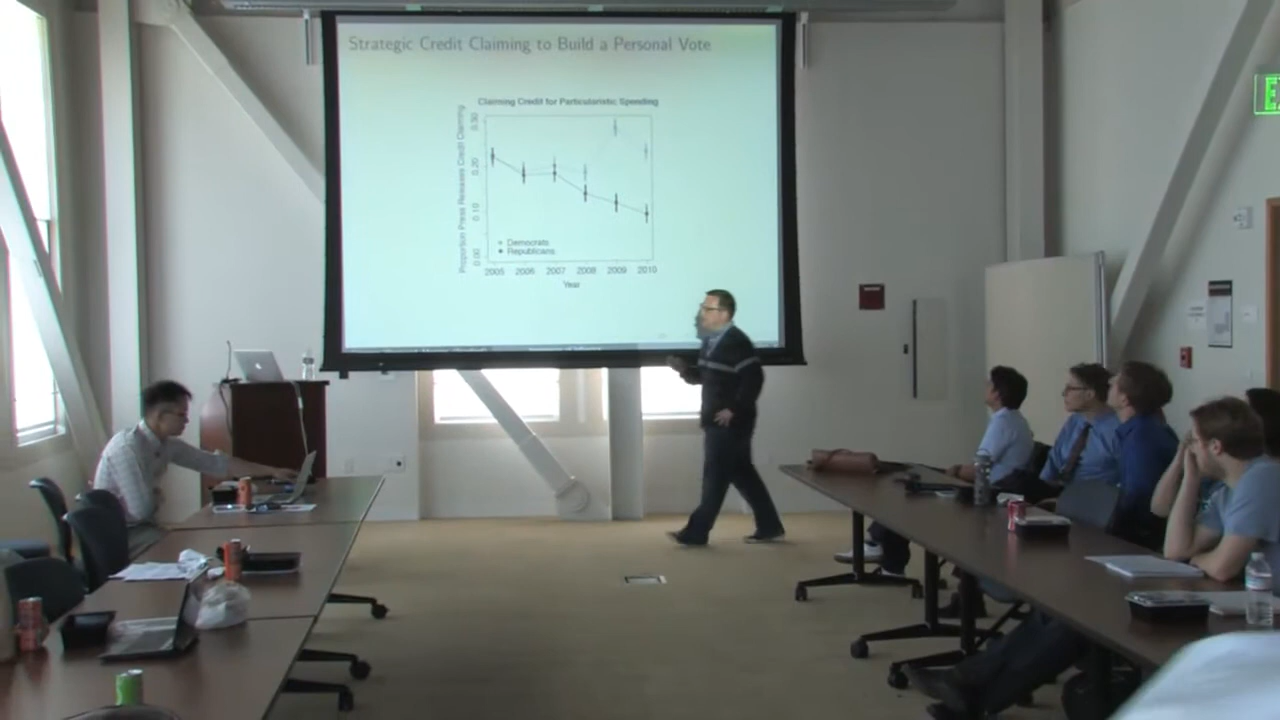 Strategic Credit Claiming to Build a Personal Vote
Claiming Credit for Particularistic Spending
Proportion Press Releases Credit Claiming
0.30
0.20
0.10
0.00
Democrats
Republicans
2005 2006 2007 2008 2009 2010
Year